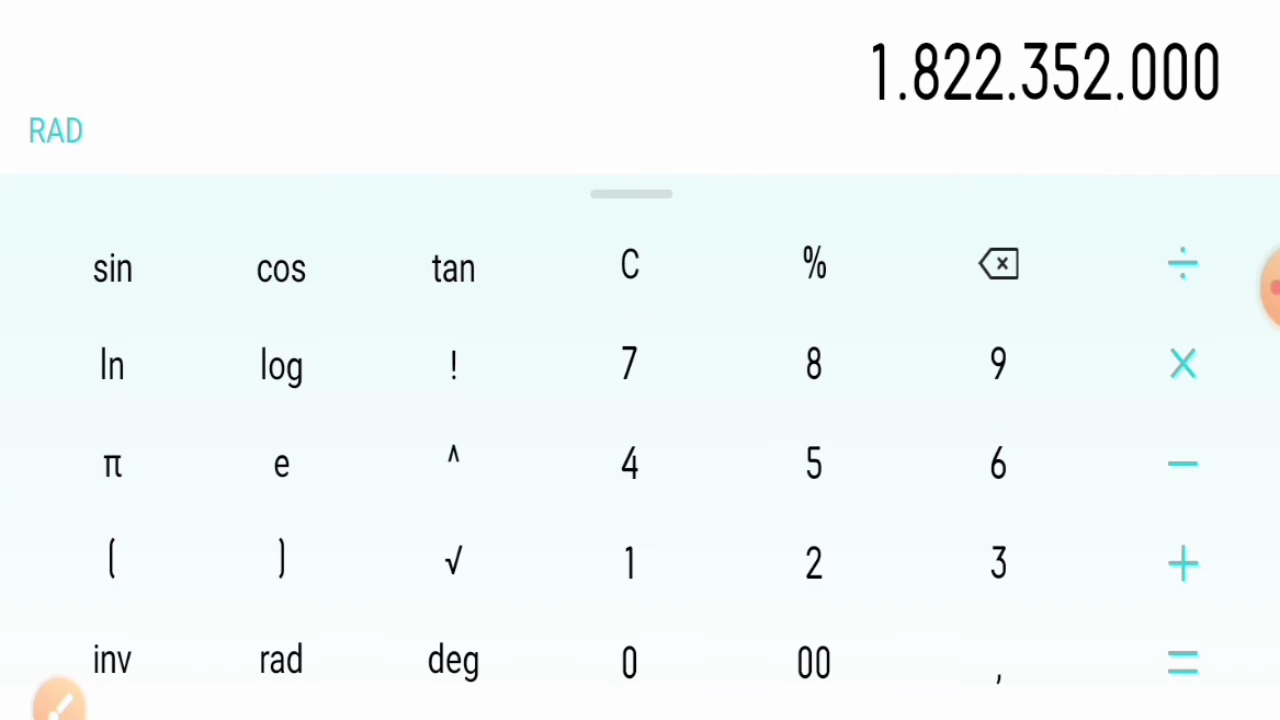 1.822.352.000
RAD
sin cos tan C % ÷
ln log ! 7 8 9 ×
π e ^ 4 5 6 −
( ) √ 1 2 3 +
inv rad deg 0 00 , =